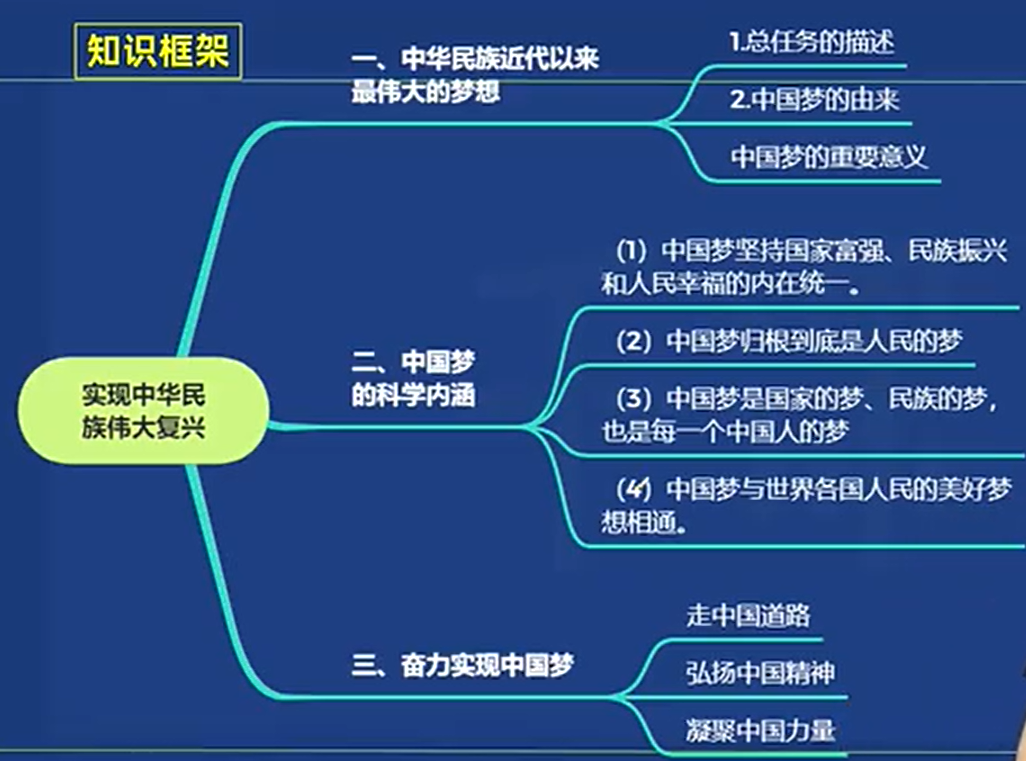 知识框架
一、中华民族近代以来
最伟大的梦想
1.总任务的描述
2.中国梦的由来
中国梦的重要意义
实现中华民
族伟大复兴
二、中国梦
的科学内涵
（1）中国梦坚持国家富强、民族振兴
和人民幸福的内在统一。
（2）中国梦归根到底是人民的梦
（3）中国梦是国家的梦、民族的梦，
也是每一个中国人的梦
（4）中国梦与世界各国人民的美好梦
想相通。
三、奋力实现中国梦
走中国道路
弘扬中国精神
凝聚中国力量